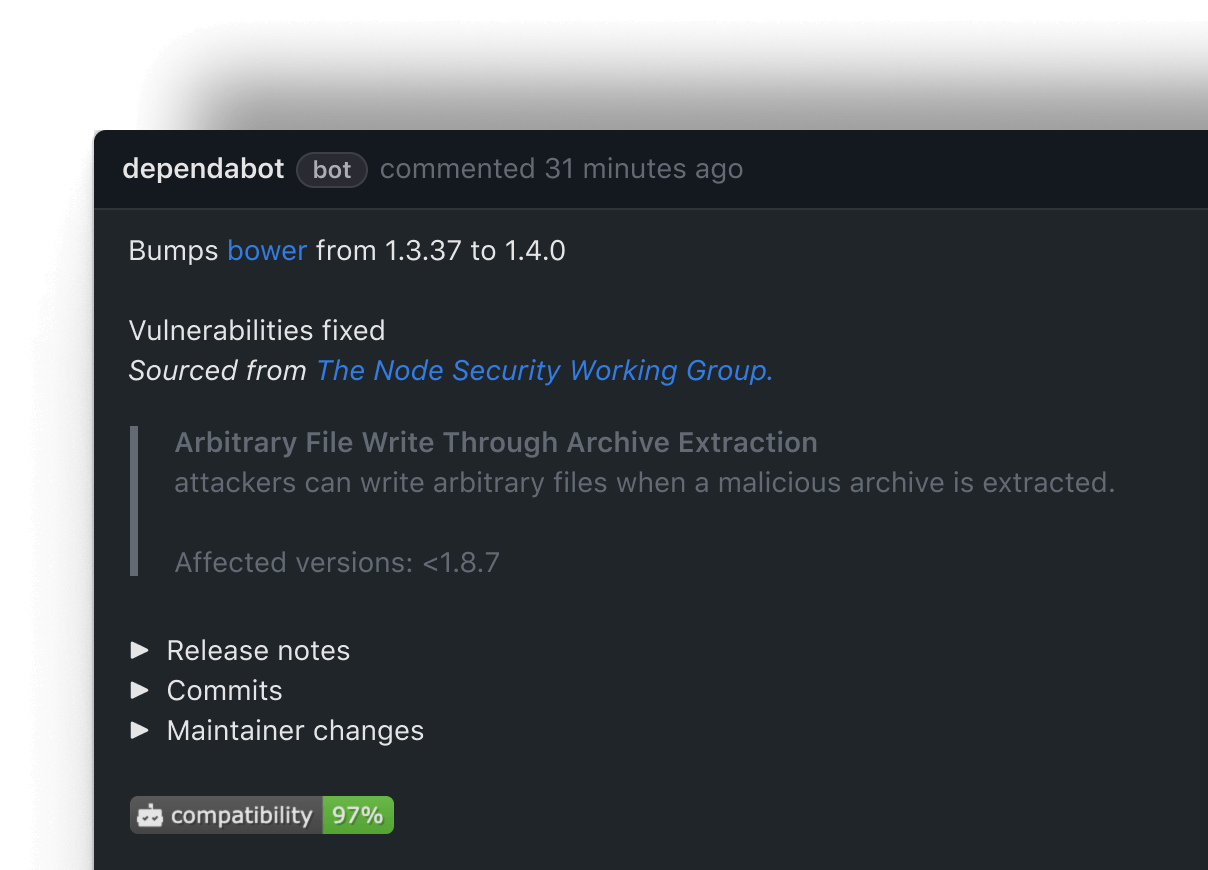 dependabot bot commented 31 minutes ago
Bumps bower from 1.3.37 to 1.4.0
Vulnerabilities fixed
Sourced from The Node Security Working Group.
Arbitrary File Write Through Archive Extraction
attackers can write arbitrary files when a malicious archive is extracted.
Affected versions: <1.8.7
Release notes
Commits
Maintainer changes
compatibility 97%